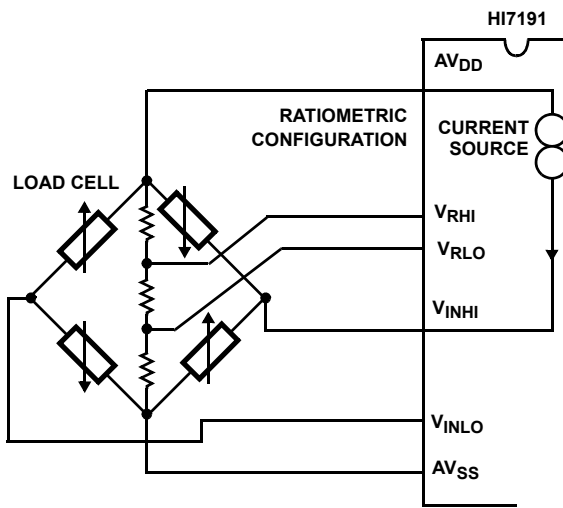 HI7191
AVDD
RATIOMETRIC
CONFIGURATION
CURRENT
SOURCE
LOAD CELL
VRHI
VRLO
VINHI
VINLO
AVSS